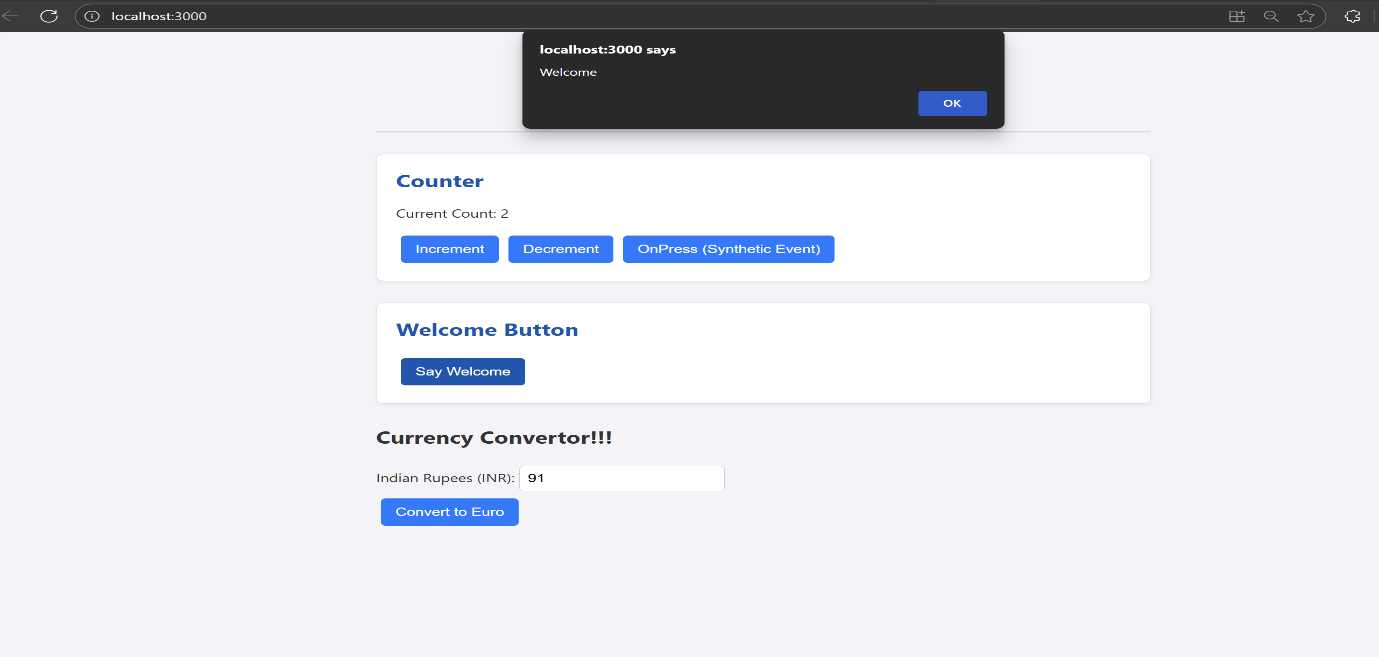 localhost:3000
localhost:3000 says
Welcome
OK
Counter
Current Count: 2
Increment Decrement OnPress (Synthetic Event)
Welcome Button
Say Welcome
Currency Convertor!!!
Indian Rupees (INR): 91
Convert to Euro